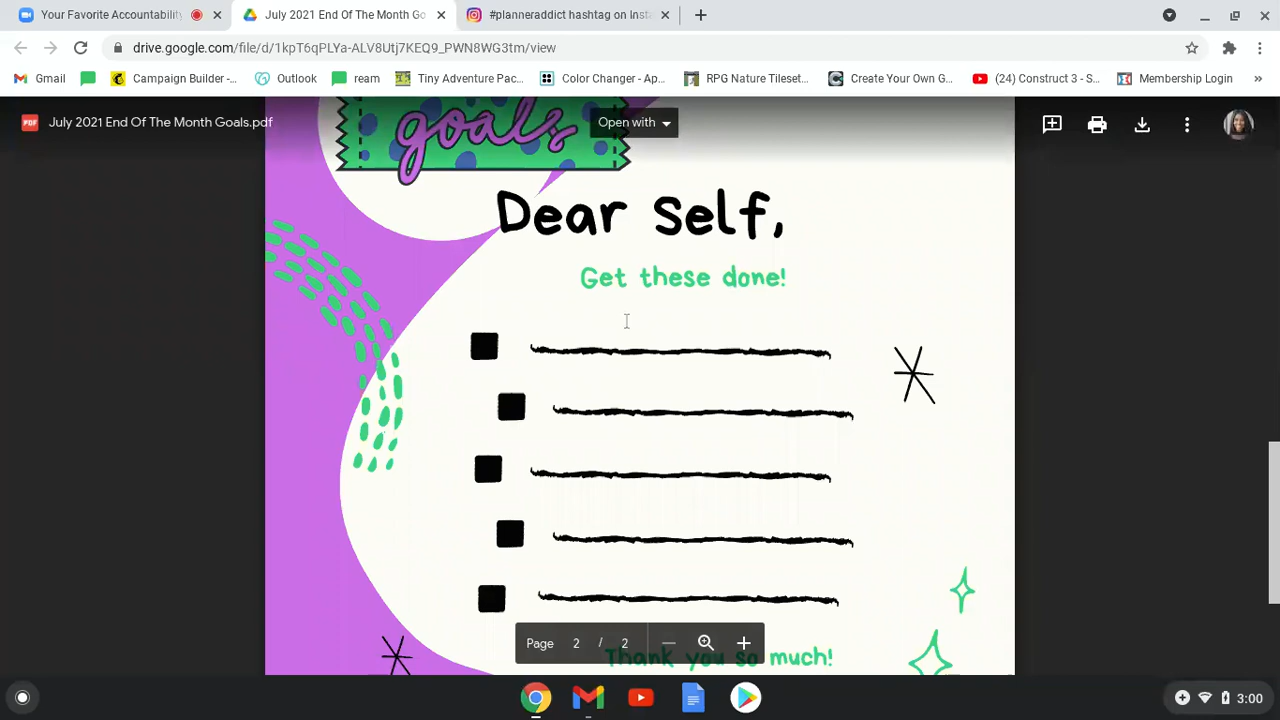 Your Favorite Accountability
July 2021 End Of The Month Go
#planneraddict hashtag on Inst
drive.google.com/file/d/1kpT6qPLYa-ALV8Utj7KEQ9_PWN8WG3tm/view
Gmail
Campaign Builder -...
Outlook
ream
Tiny Adventure Pac...
Color Changer - Ap...
RPG Nature Tileset...
Create Your Own G...
(24) Construct 3 - S...
Membership Login
»
PDF
July 2021 End Of The Month Goals.pdf
Open with
goals
Dear Self,
Get these done!
Page 2 / 2
Thank you so much!
3:00